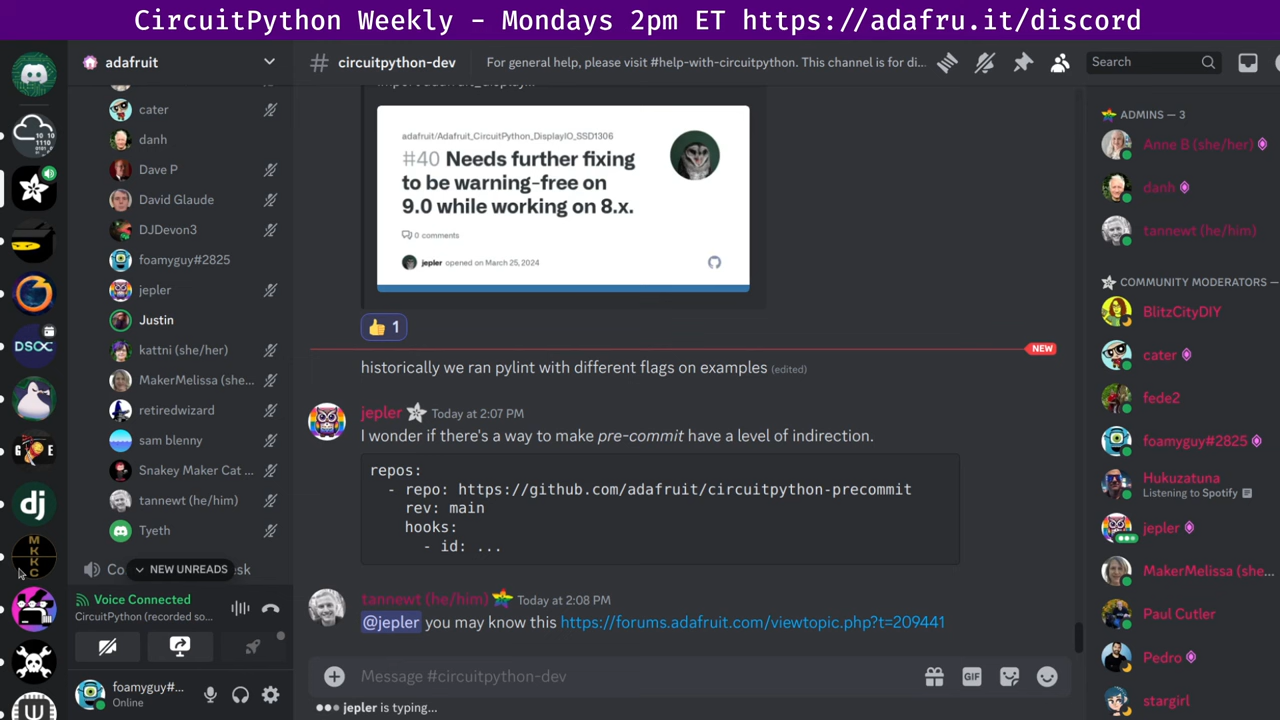 CircuitPython Weekly - Mondays 2pm ET https://adafru.it/discord
adafruit
# circuitpython-dev
For general help, please visit #help-with-circuitpython. This channel is for di...
Search
cater
danh
Dave P
David Glaude
DJDevon3
foamyguy#2825
jepler
Justin
kattni (she/her)
MakerMelissa (she...
retiredwizard
sam blenny
Snakey Maker Cat ...
tannewt (he/him)
Tyeth
Co
NEW UNREADS
sk
Voice Connected
CircuitPython (recorded so...
foamyguy#...
Online
adafruit/Adafruit_CircuitPython_DisplayIO_SSD1306
#40 Needs further fixing
to be warning-free on
9.0 while working on 8.x.
0 comments
jepler opened on March 25, 2024
👍 1
NEW
historically we ran pylint with different flags on examples (edited)
jepler Today at 2:07 PM
I wonder if there's a way to make pre-commit have a level of indirection.
repos:
- repo: https://github.com/adafruit/circuitpython-precommit
rev: main
hooks:
- id: ...
tannewt (he/him) Today at 2:08 PM
@jepler you may know this https://forums.adafruit.com/viewtopic.php?t=209441
Message #circuitpython-dev
GIF
jepler is typing...
ADMINS — 3
Anne B (she/her)
danh
tannewt (he/him)
COMMUNITY MODERATORS —
BlitzCityDIY
cater
fede2
foamyguy#2825
Hukuzatuna
Listening to Spotify
jepler
MakerMelissa (she...
Paul Cutler
Pedro
stargirl
DSOC
dj
M
K K
C